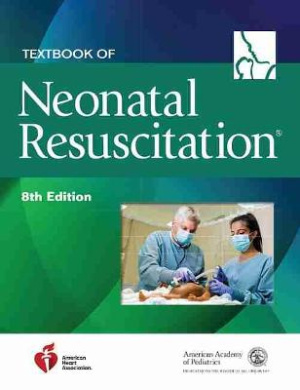 TEXTBOOK OF
Neonatal
Resuscitation®
8th Edition
American
Heart
Association®
American Academy
of Pediatrics